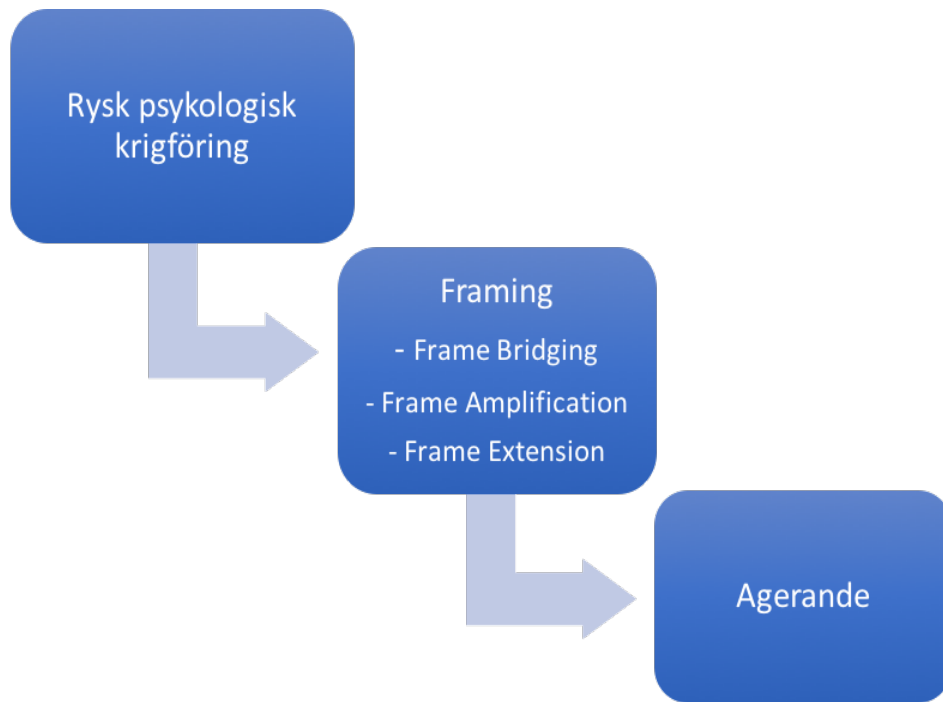 Rysk psykologisk
krigföring
Framing
- Frame Bridging
- Frame Amplification
- Frame Extension
Agerande